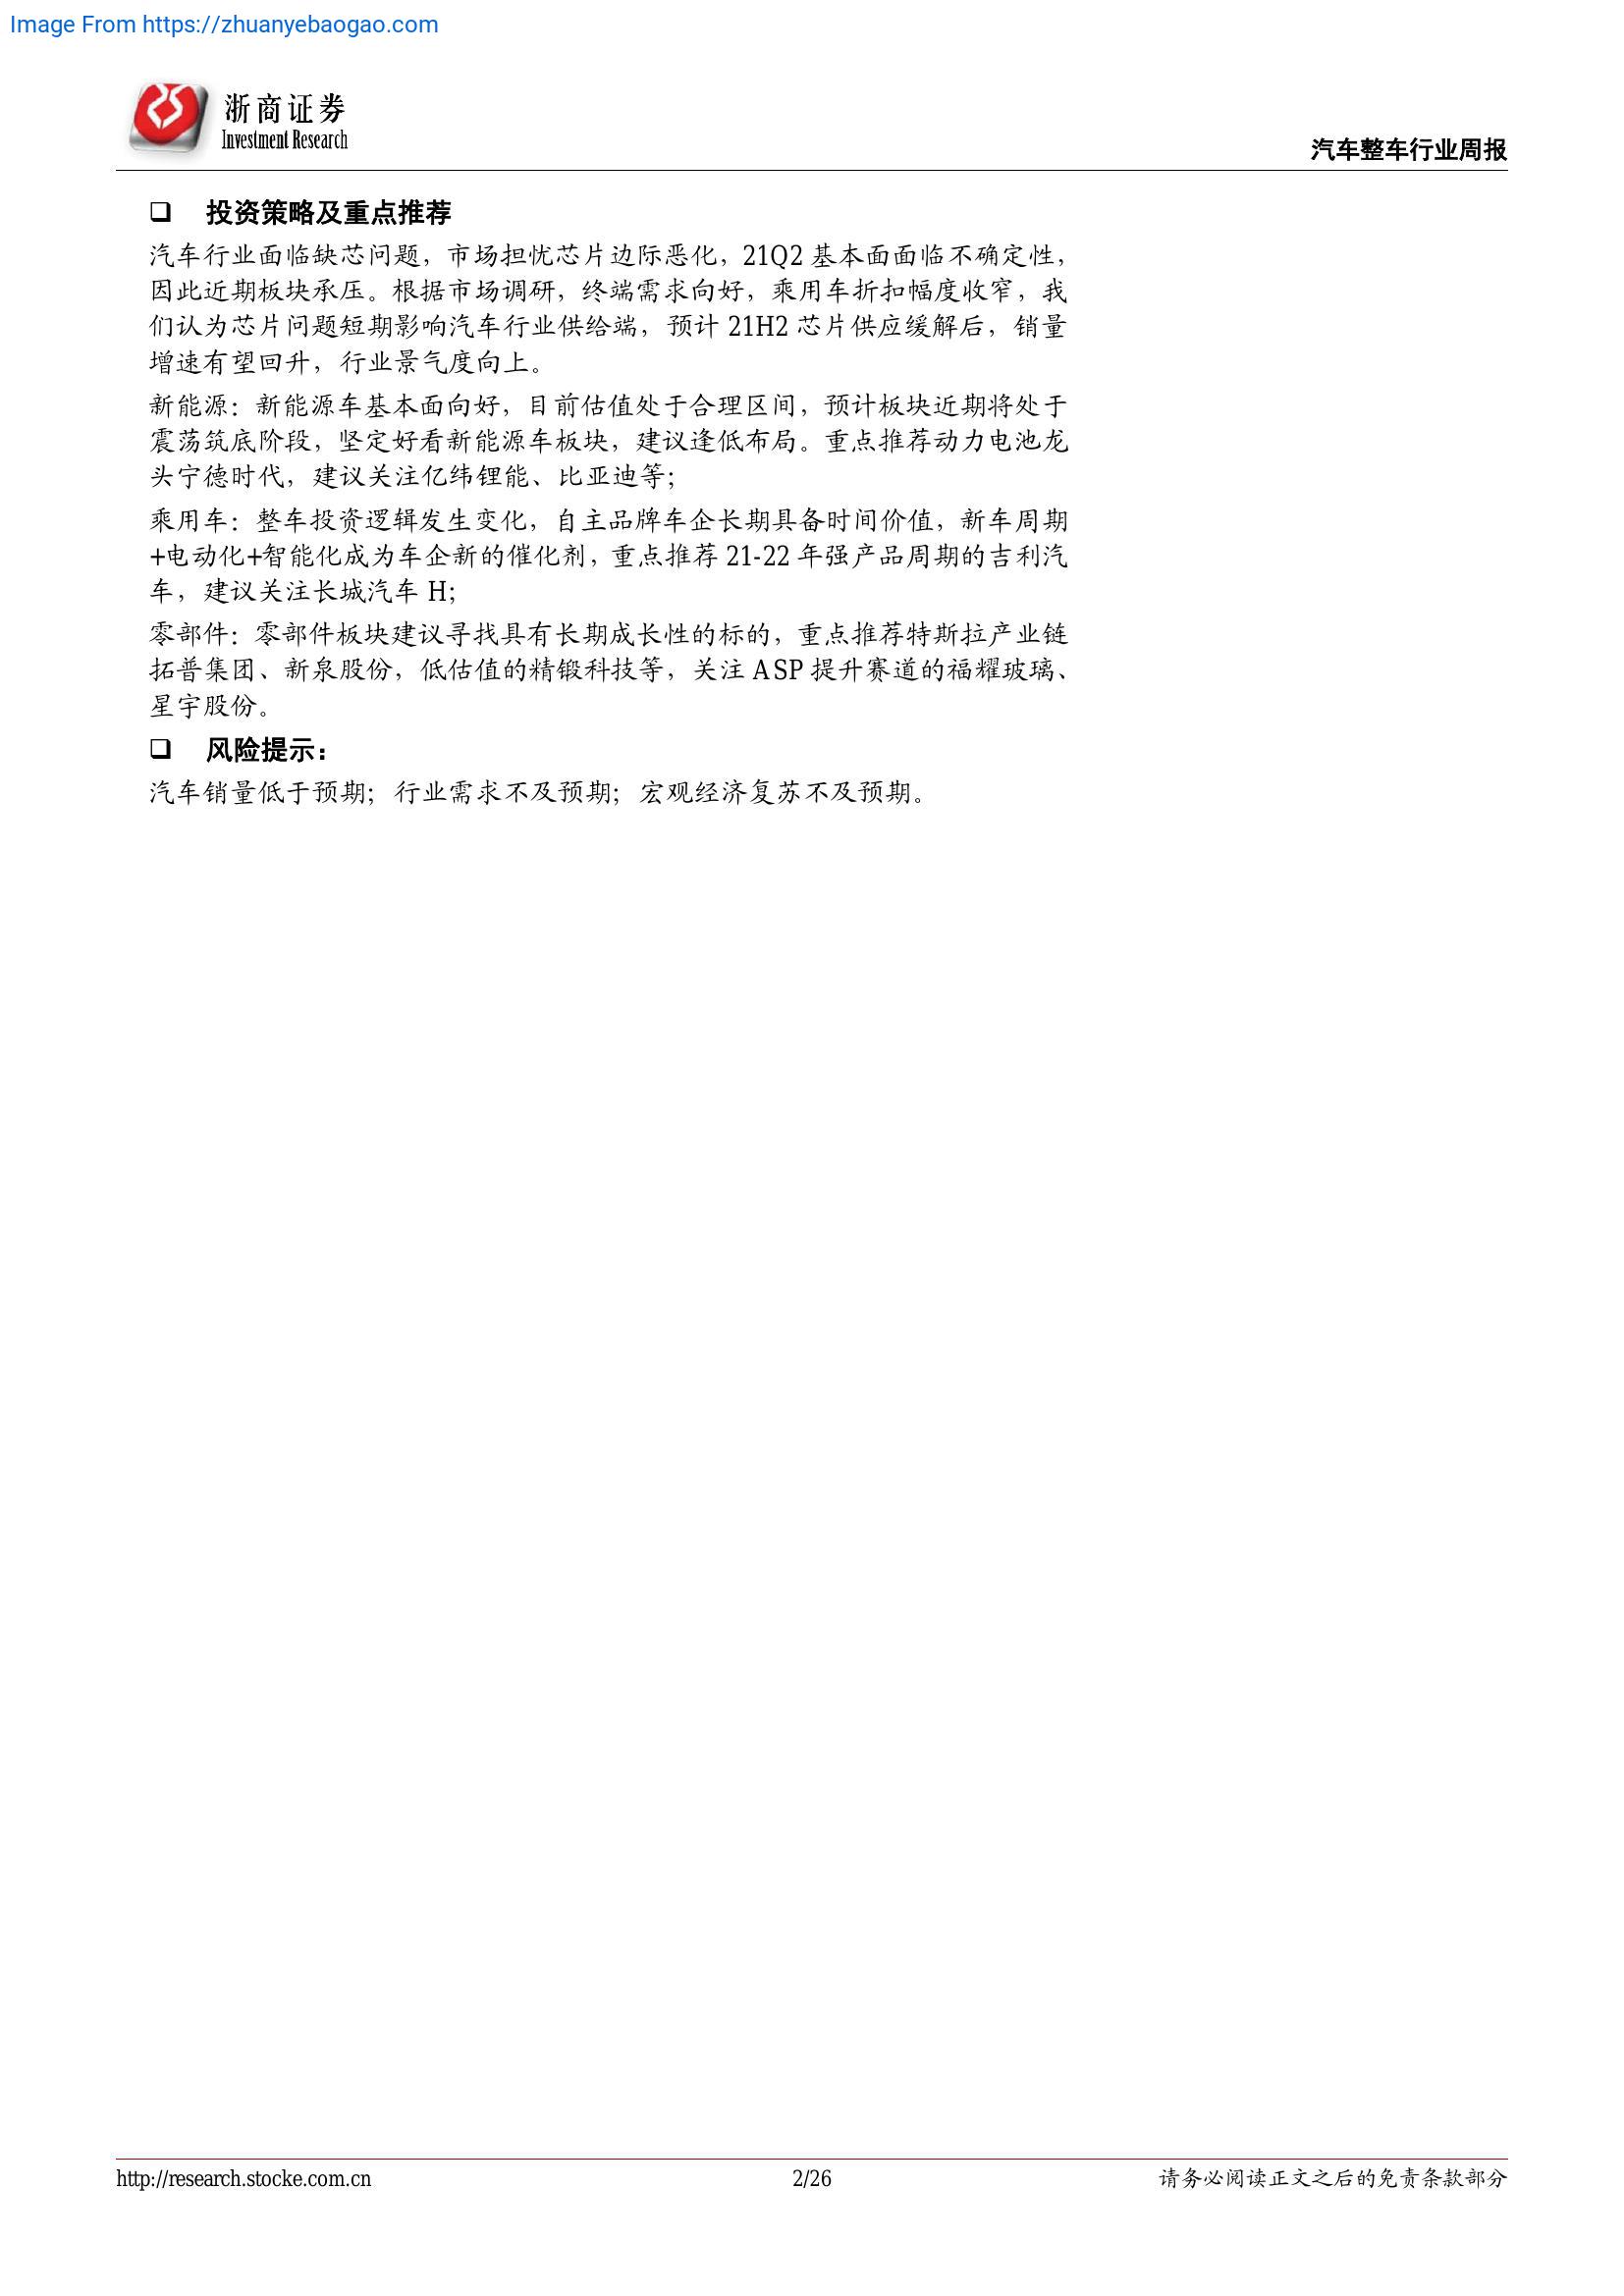 Image From https://zhuanyebaogao.com
浙商证券
Investment Research
汽车整车行业周报
❑ 投资策略及重点推荐
汽车行业面临缺芯问题，市场担忧芯片边际恶化，21Q2 基本面面临不确定性，
因此近期板块承压。根据市场调研，终端需求向好，乘用车折扣幅度收窄，我
们认为芯片问题短期影响汽车行业供给端，预计 21H2 芯片供应缓解后，销量
增速有望回升，行业景气度向上。
新能源：新能源车基本面向好，目前估值处于合理区间，预计板块近期将处于
震荡筑底阶段，坚定好看新能源车板块，建议逢低布局。重点推荐动力电池龙
头宁德时代，建议关注亿纬锂能、比亚迪等；
乘用车：整车投资逻辑发生变化，自主品牌车企长期具备时间价值，新车周期
+电动化+智能化成为车企新的催化剂，重点推荐 21-22 年强产品周期的吉利汽
车，建议关注长城汽车 H；
零部件：零部件板块建议寻找具有长期成长性的标的，重点推荐特斯拉产业链
拓普集团、新泉股份，低估值的精锻科技等，关注 ASP 提升赛道的福耀玻璃、
星宇股份。
❑ 风险提示：
汽车销量低于预期；行业需求不及预期；宏观经济复苏不及预期。
http://research.stocke.com.cn
2/26
请务必阅读正文之后的免责条款部分